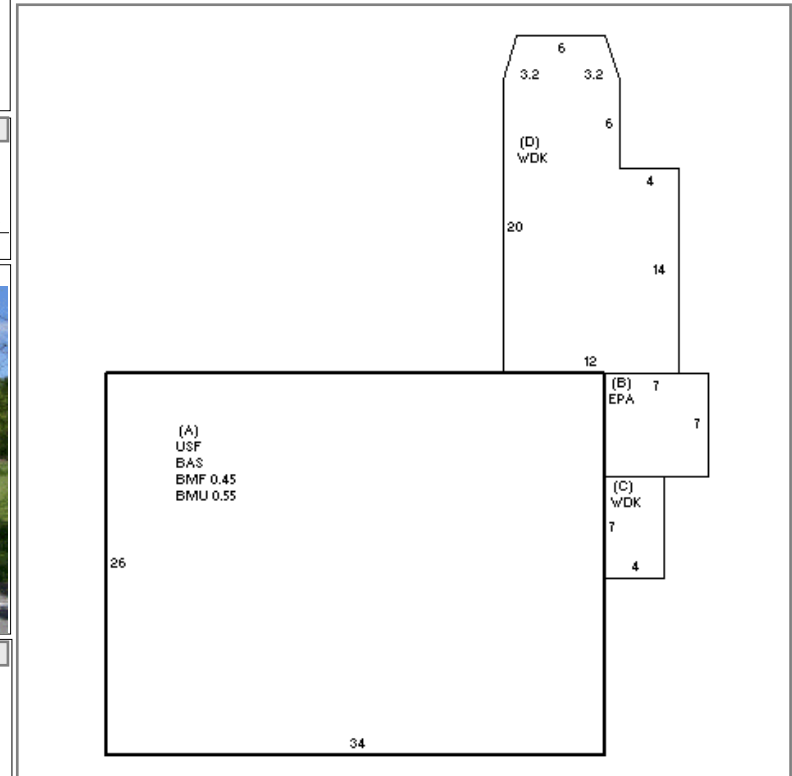 6
3.2
3.2
6
(D)
WDK
4
20
14
12
(B)
7
EPA
7
(A)
USF
BAS
BMF 0.45
BMU 0.55
(C)
WDK
7
26
4
34